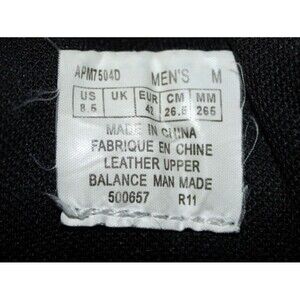 APM7504D MEN'S M
US UK EUR CM MM
8.5 42 26.5 265
MADE IN CHINA
FABRIQUE EN CHINE
LEATHER UPPER
BALANCE MAN MADE
500657 R11